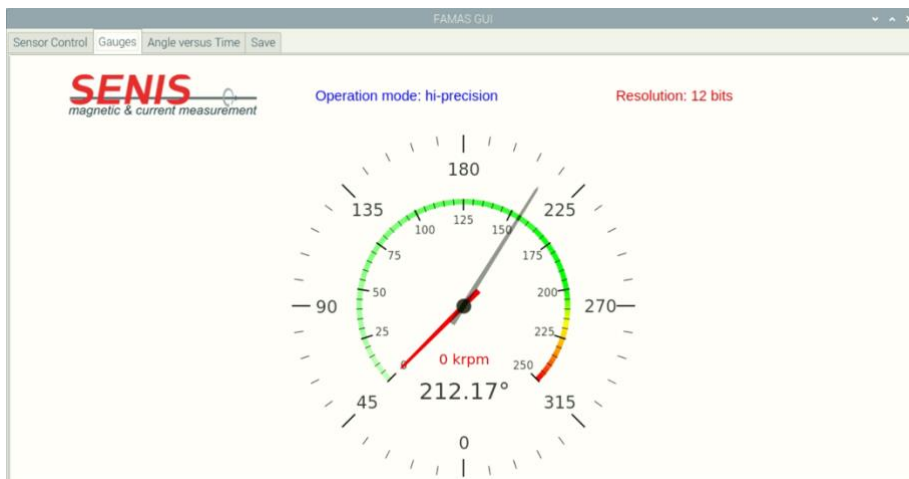 FAMAS GUI
Sensor Control Gauges Angle versus Time Save
SENIS
magnetic & current measurement
Operation mode: hi-precision
Resolution: 12 bits
180
135
225
90
270
45
315
0
125
100
150
75
175
50
200
25
225
0
250
0 krpm
212.17°